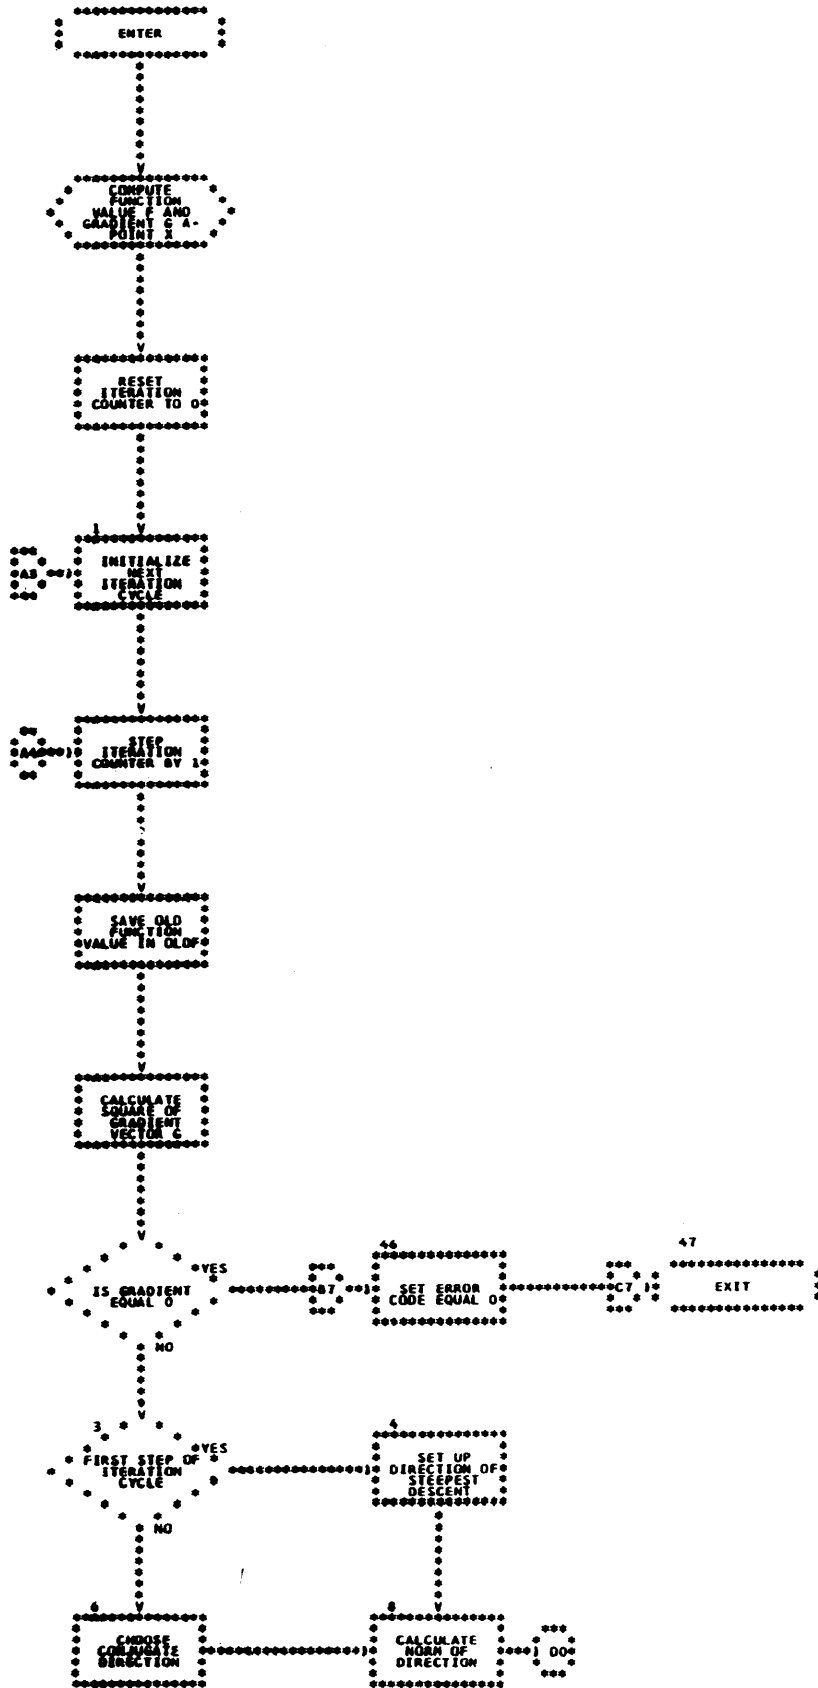 ENTER
COMPUTE
FUNCTION
VALUE F AND
GRADIENT G A-
POINT X
RESET
ITERATION
COUNTER TO 0
1
INITIALIZE
NEXT
ITERATION
CYCLE
A3
STEP
ITERATION
COUNTER BY 1
A4
SAVE OLD
FUNCTION
VALUE IN OLDF
CALCULATE
SQUARE OF
GRADIENT
VECTOR G
IS GRADIENT
EQUAL 0
YES
NO
B7
46
SET ERROR
CODE EQUAL 0
C7
47
EXIT
3
FIRST STEP OF
ITERATION
CYCLE
YES
NO
4
SET UP
DIRECTION OF
STEEPEST
DESCENT
6
CHOOSE
CONJUGATE
DIRECTION
8
CALCULATE
NORM OF
DIRECTION
D0